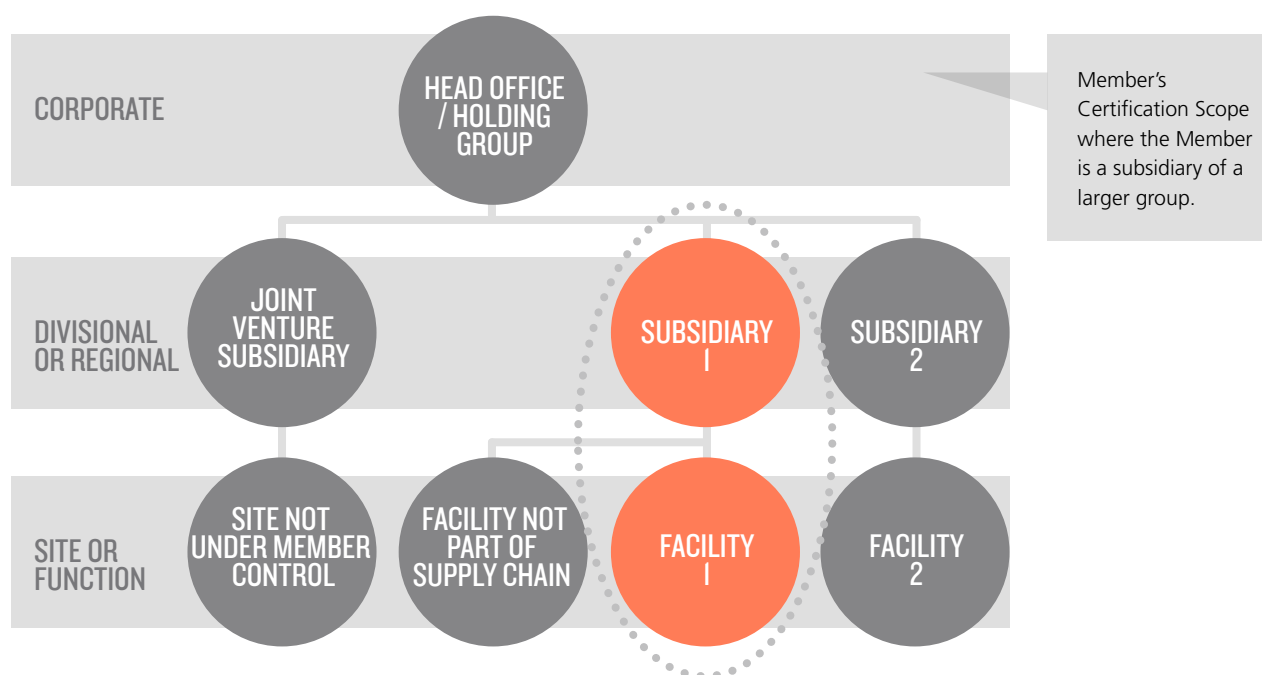 CORPORATE
HEAD OFFICE
/ HOLDING
GROUP
Member's
Certification Scope
where the Member
is a subsidiary of a
larger group.
DIVISIONAL
OR REGIONAL
JOINT
VENTURE
SUBSIDIARY
SUBSIDIARY
1
SUBSIDIARY
2
SITE OR
FUNCTION
SITE NOT
UNDER MEMBER
CONTROL
FACILITY NOT
PART OF
SUPPLY CHAIN
FACILITY
1
FACILITY
2